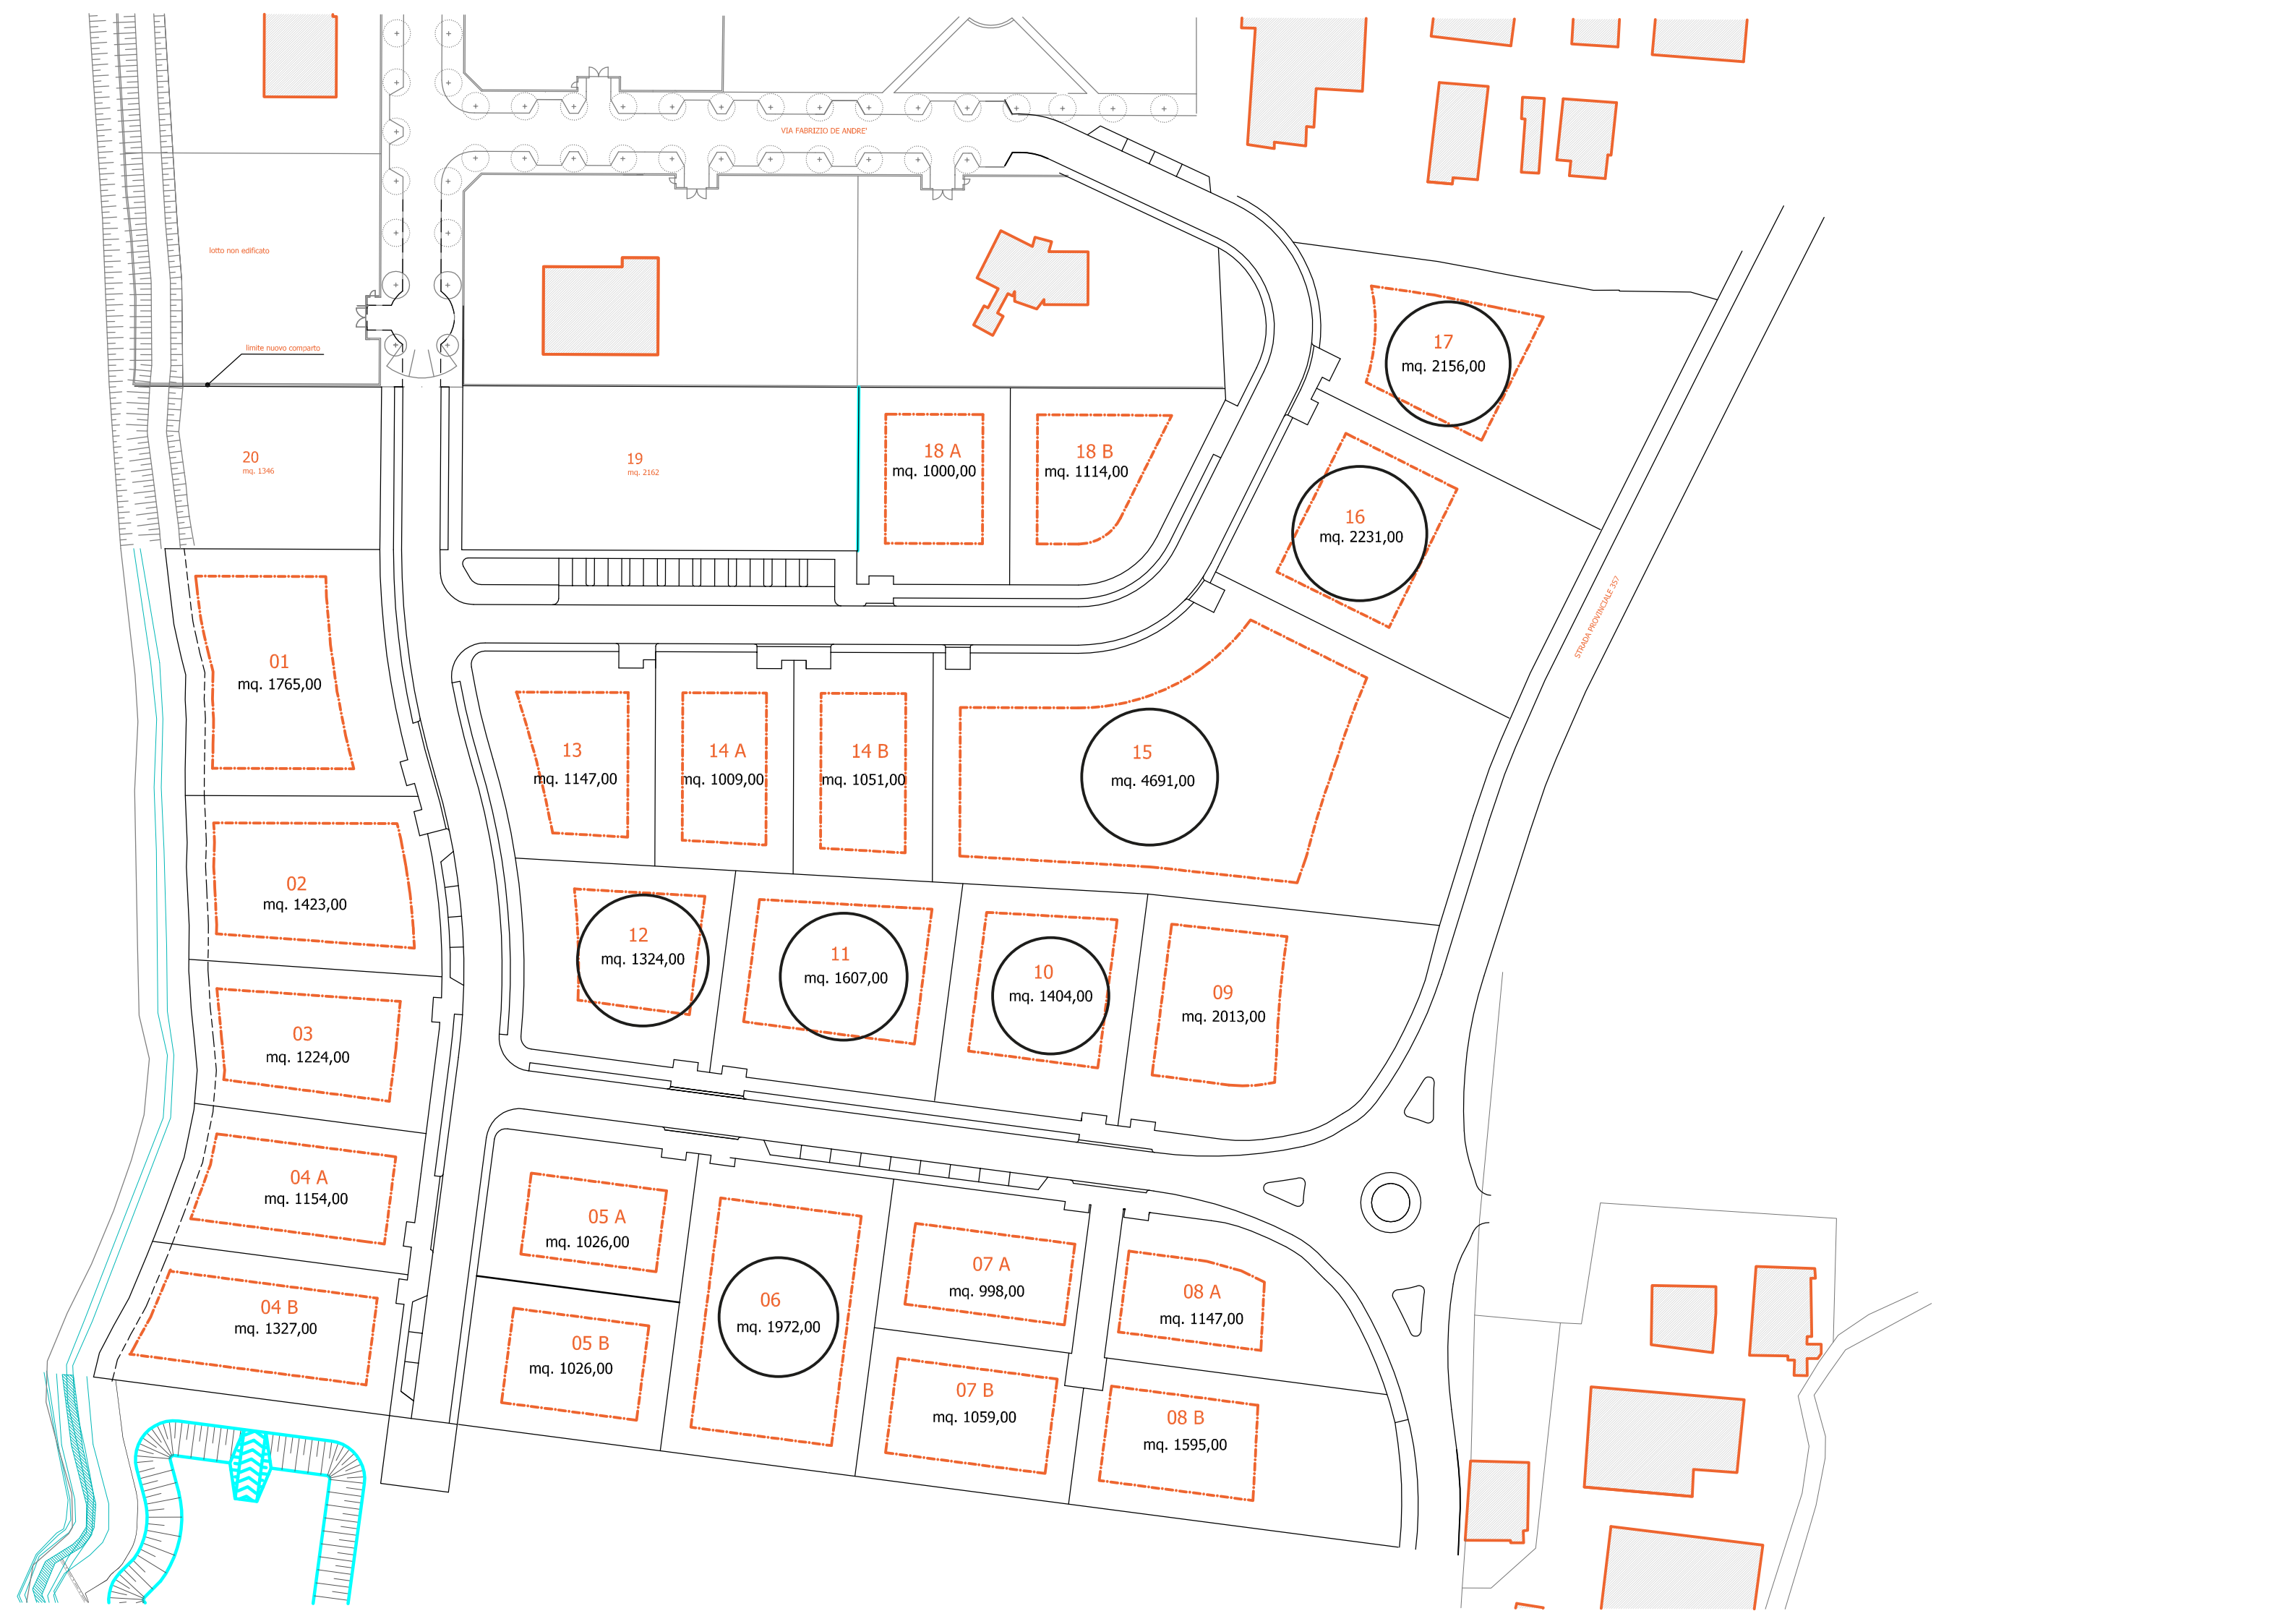 VIA FABRIZIO DE ANDRE'
lotto non edificato
limite nuovo comparto
17
mq. 2156,00
20
mq. 1346
19
mq. 2162
18 A
mq. 1000,00
18 B
mq. 1114,00
16
mq. 2231,00
STRADA PROVINCIALE 357
01
mq. 1765,00
13
mq. 1147,00
14 A
mq. 1009,00
14 B
mq. 1051,00
15
mq. 4691,00
02
mq. 1423,00
12
mq. 1324,00
11
mq. 1607,00
10
mq. 1404,00
09
mq. 2013,00
03
mq. 1224,00
04 A
mq. 1154,00
05 A
mq. 1026,00
06
mq. 1972,00
07 A
mq. 998,00
08 A
mq. 1147,00
04 B
mq. 1327,00
05 B
mq. 1026,00
07 B
mq. 1059,00
08 B
mq. 1595,00